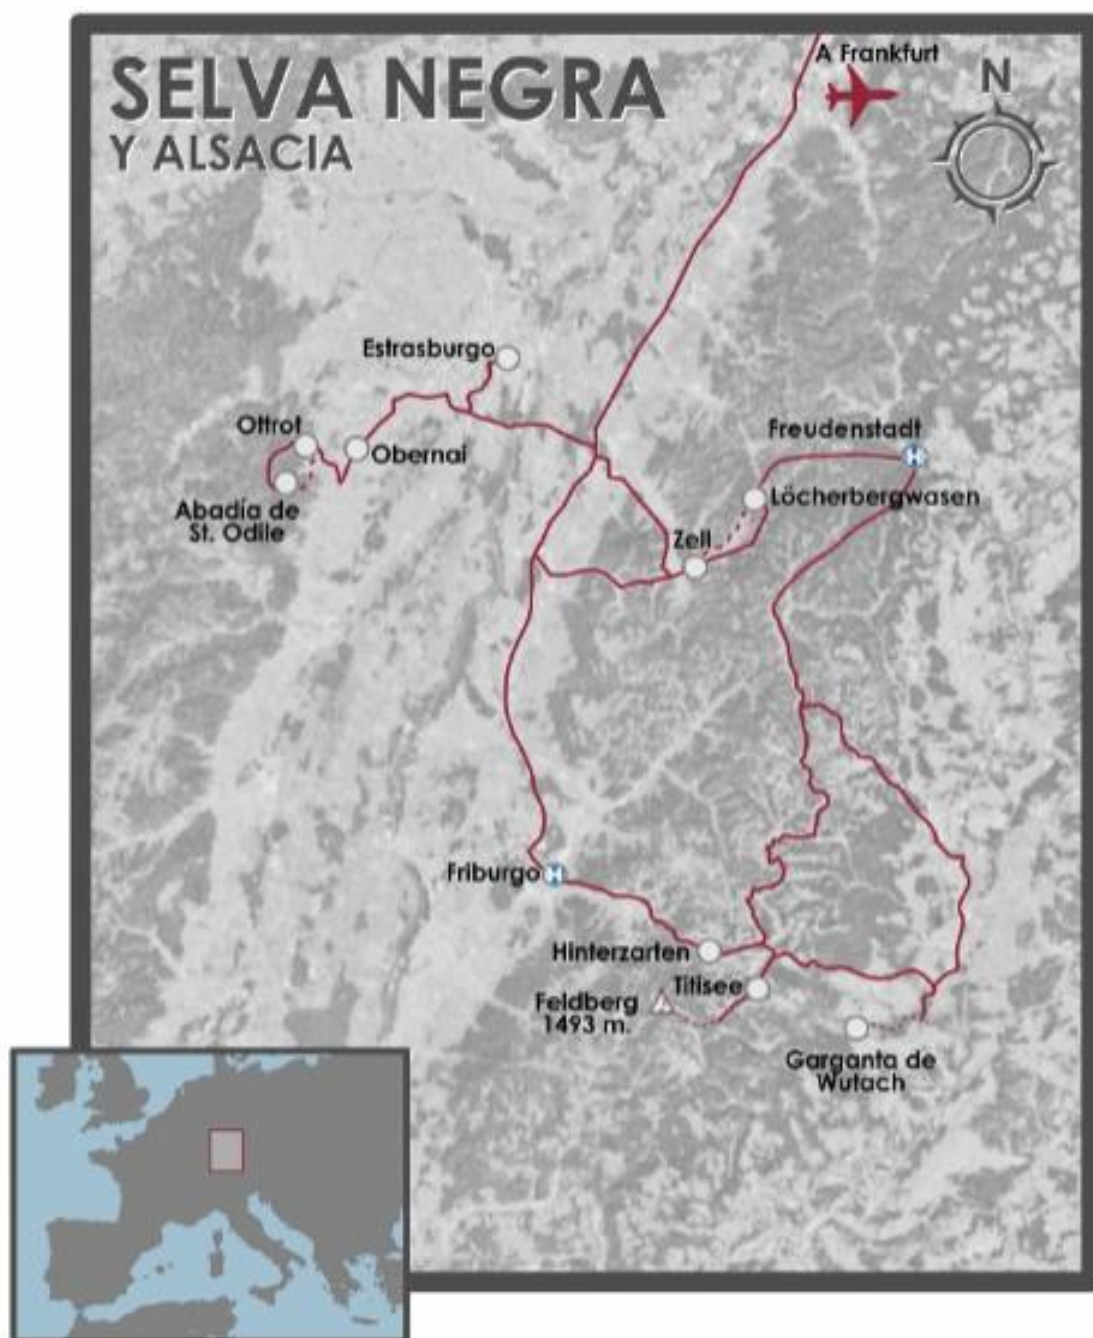 SELVA NEGRA
Y ALSACIA
A Frankfurt
N
Estrasburgo
Ottrot
Obernai
Abadía de
St. Odile
Freudenstadt
H
Löcherbergwasen
Zell
Friburgo
H
Hinterzarten
Titisee
Feldberg
1493 m.
Garganta de
Wutach